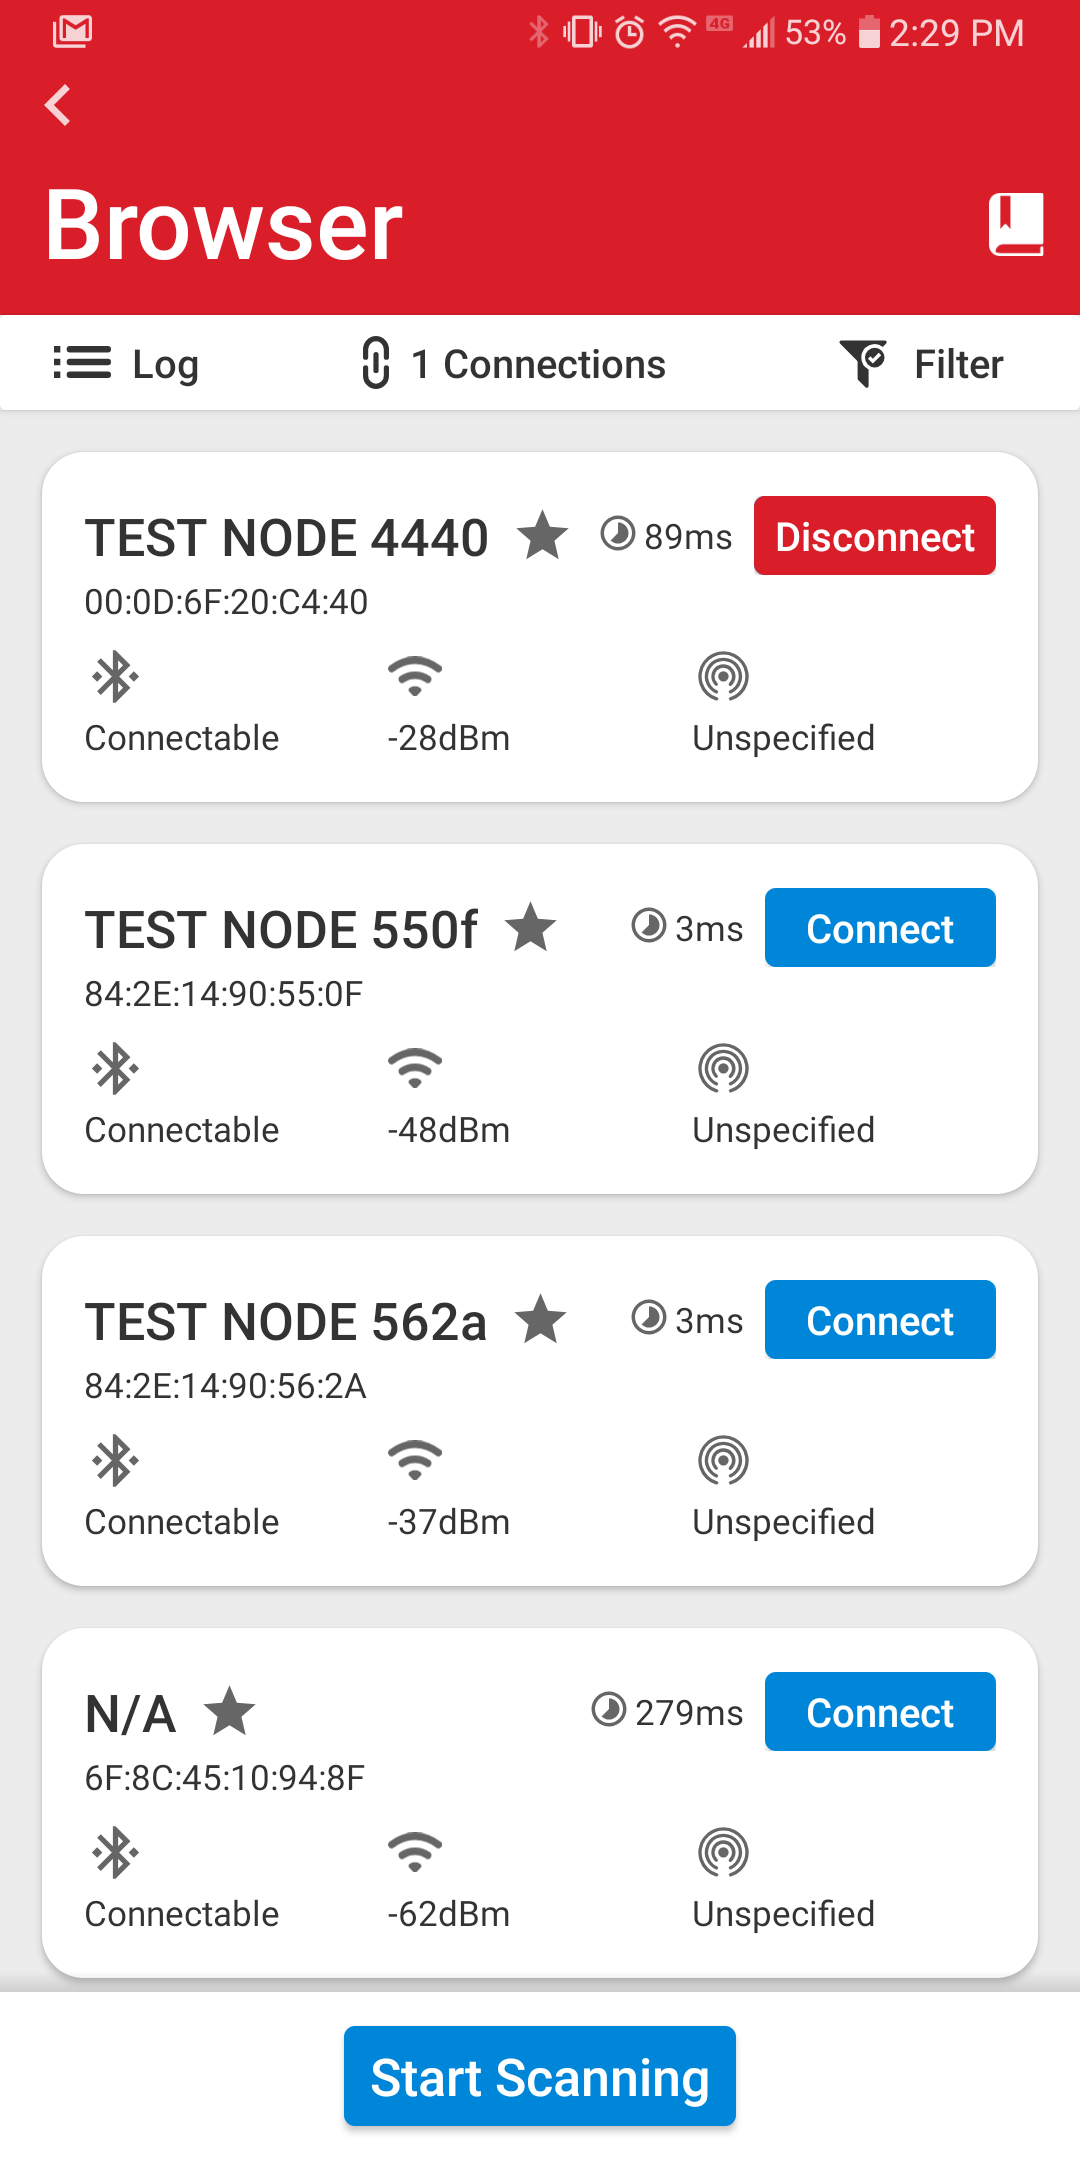 4G 53% 2:29 PM
Browser
Log 1 Connections Filter
TEST NODE 4440 89ms Disconnect
00:0D:6F:20:C4:40
Connectable -28dBm Unspecified
TEST NODE 550f 3ms Connect
84:2E:14:90:55:0F
Connectable -48dBm Unspecified
TEST NODE 562a 3ms Connect
84:2E:14:90:56:2A
Connectable -37dBm Unspecified
N/A 279ms Connect
6F:8C:45:10:94:8F
Connectable -62dBm Unspecified
Start Scanning